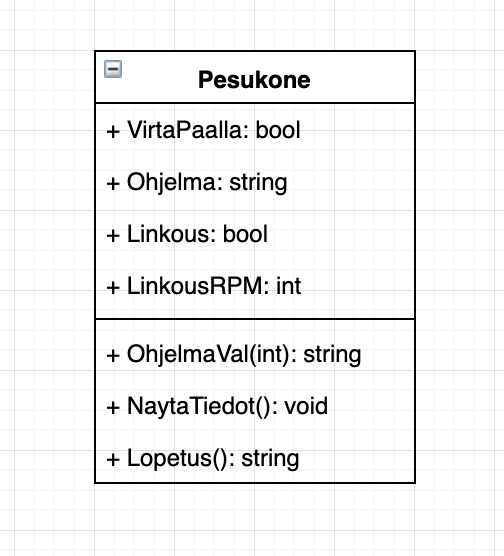 Pesukone
+ VirtaPaalla: bool
+ Ohjelma: string
+ Linkous: bool
+ LinkousRPM: int
+ OhjelmaVal(int): string
+ NaytaTiedot(): void
+ Lopetus(): string